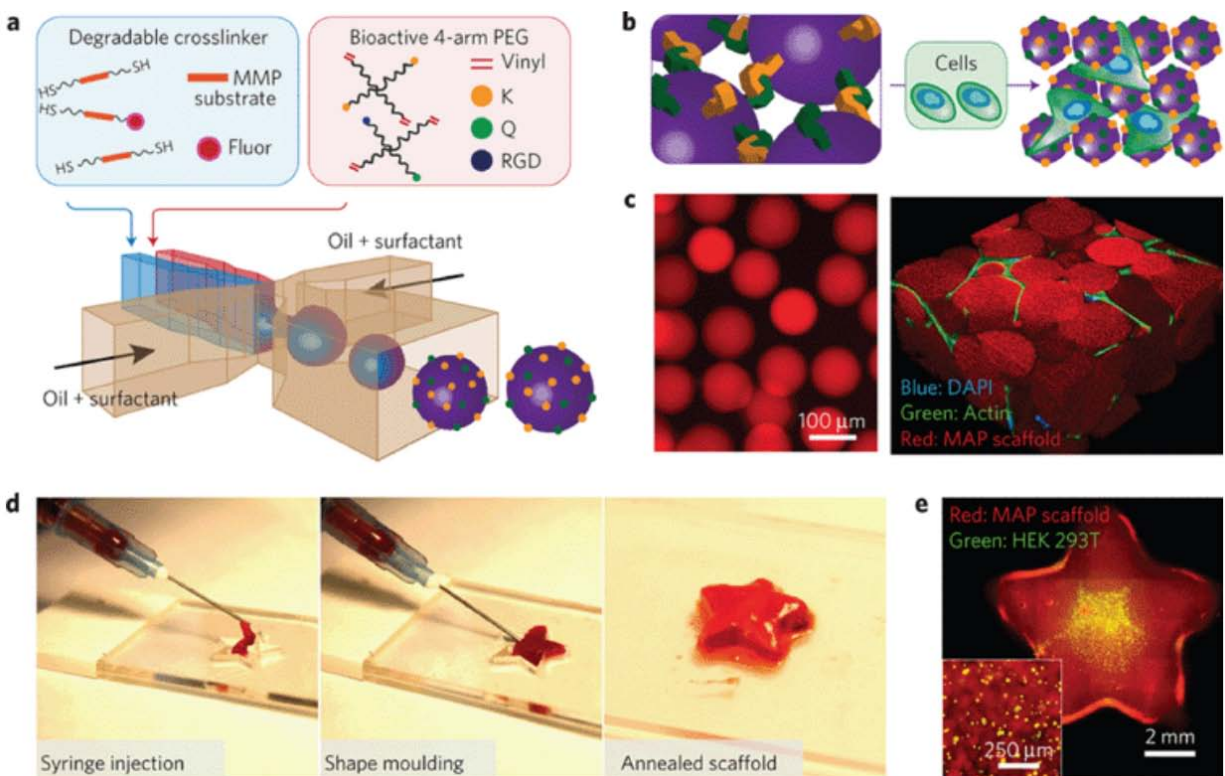 a
Degradable crosslinker
SH
HS
MMP
substrate
HS
Fluor
HS
SH
Bioactive 4-arm PEG
Vinyl
K
Q
RGD
Oil + surfactant
Oil + surfactant
b
Cells
c
100 µm
Blue: DAPI
Green: Actin
Red: MAP scaffold
d
Syringe injection
Shape moulding
Annealed scaffold
e
Red: MAP scaffold
Green: HEK 293T
250 µm
2 mm